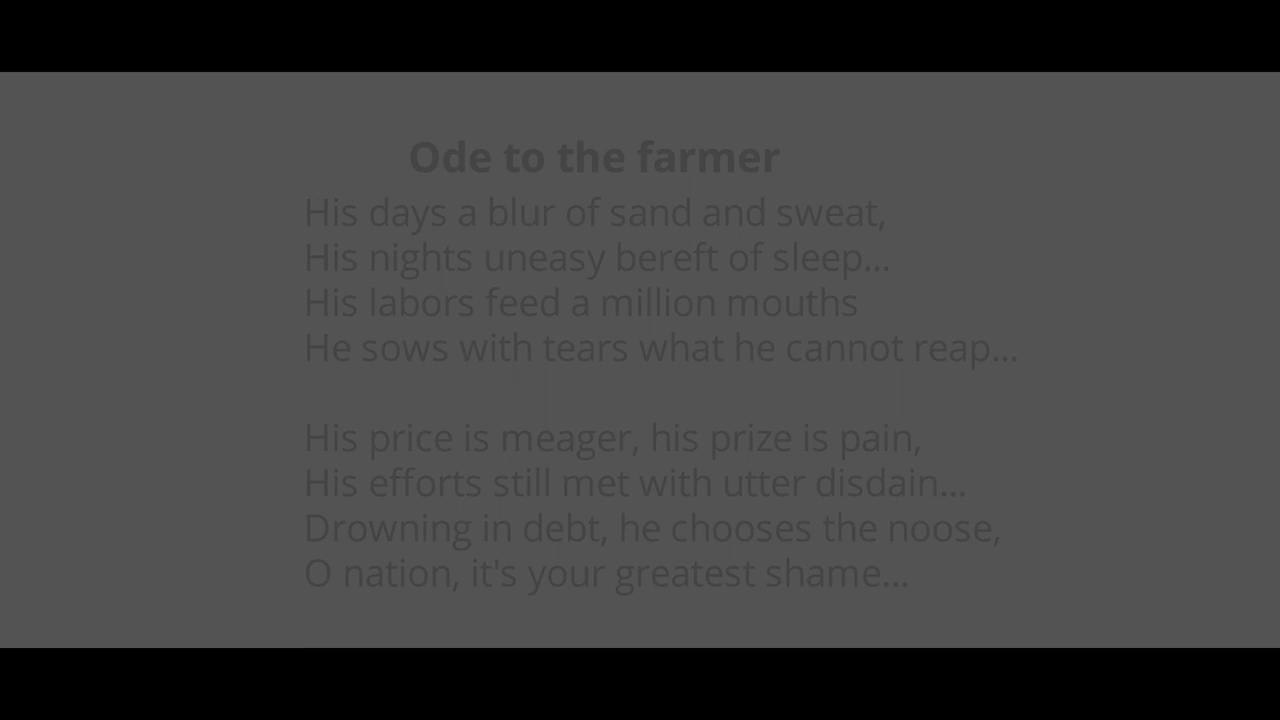 Ode to the farmer
His days a blur of sand and sweat,
His nights uneasy bereft of sleep...
His labors feed a million mouths
He sows with tears what he cannot reap...
His price is meager, his prize is pain,
His efforts still met with utter disdain...
Drowning in debt, he chooses the noose,
O nation, it's your greatest shame...